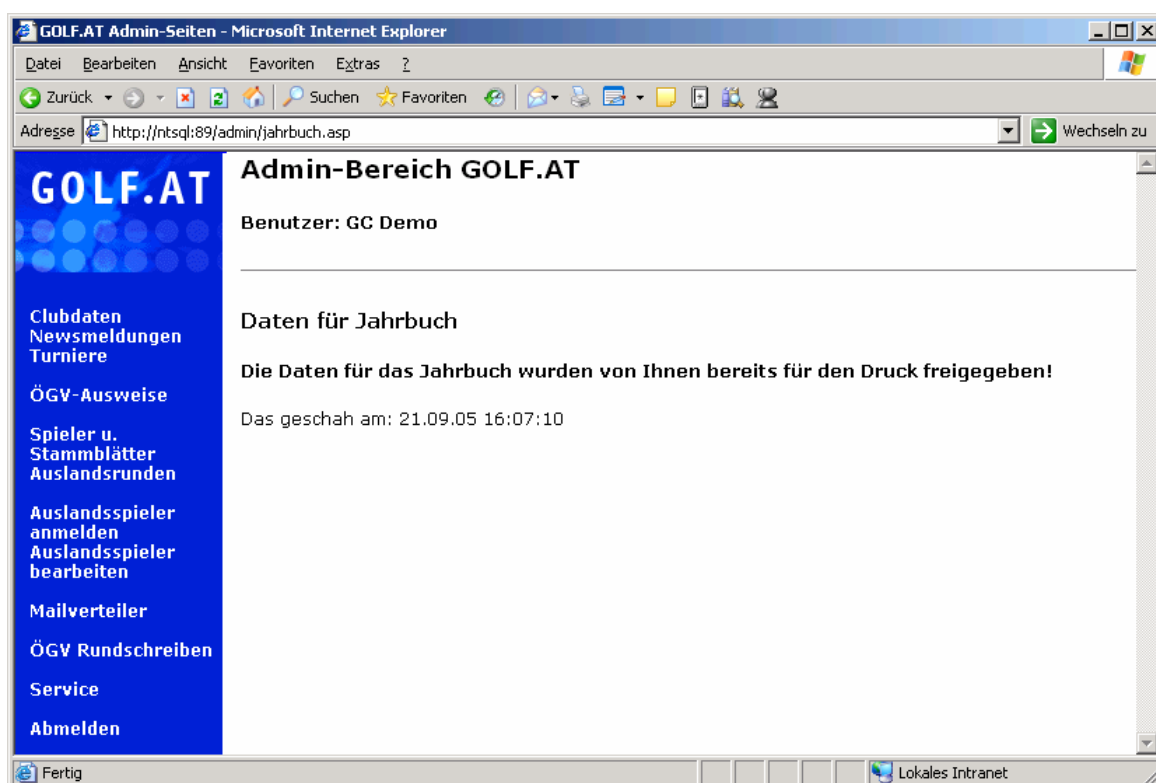 GOLF.AT Admin-Seiten - Microsoft Internet Explorer
Datei Bearbeiten Ansicht Favoriten Extras ?
Zurück Suchen Favoriten
Adresse http://ntsql:89/admin/jahrbuch.asp Wechseln zu
GOLF.AT
Clubdaten
Newsmeldungen
Turniere
ÖGV-Ausweise
Spieler u.
Stammblätter
Auslandsrunden
Auslandsspieler
anmelden
Auslandsspieler
bearbeiten
Mailverteiler
ÖGV Rundschreiben
Service
Abmelden
Admin-Bereich GOLF.AT
Benutzer: GC Demo
Daten für Jahrbuch
Die Daten für das Jahrbuch wurden von Ihnen bereits für den Druck freigegeben!
Das geschah am: 21.09.05 16:07:10
Fertig Lokales Intranet